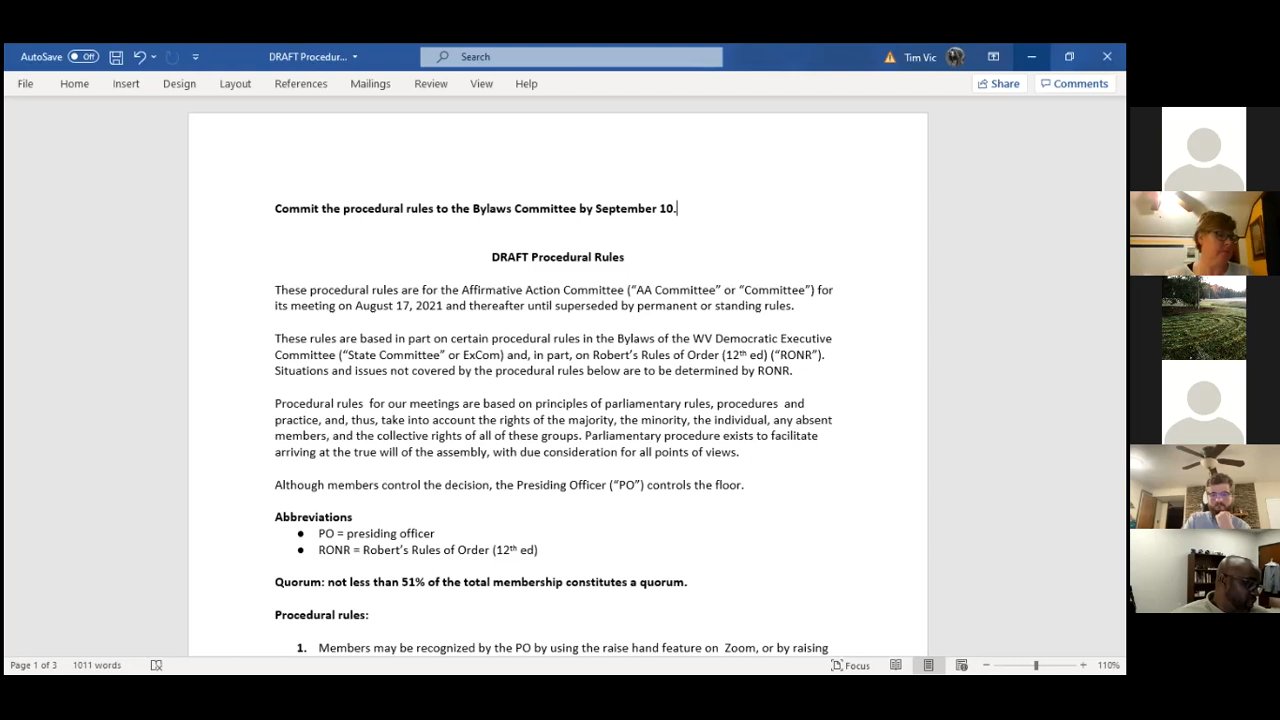 AutoSave Off DRAFT Procedur... Search Tim Vic
File Home Insert Design Layout References Mailings Review View Help Share Comments
Commit the procedural rules to the Bylaws Committee by September 10.
DRAFT Procedural Rules
These procedural rules are for the Affirmative Action Committee (“AA Committee” or “Committee”) for
its meeting on August 17, 2021 and thereafter until superseded by permanent or standing rules.
These rules are based in part on certain procedural rules in the Bylaws of the WV Democratic Executive
Committee (“State Committee” or ExCom) and, in part, on Robert’s Rules of Order (12th ed) (“RONR”).
Situations and issues not covered by the procedural rules below are to be determined by RONR.
Procedural rules for our meetings are based on principles of parliamentary rules, procedures and
practice, and, thus, take into account the rights of the majority, the minority, the individual, any absent
members, and the collective rights of all of these groups. Parliamentary procedure exists to facilitate
arriving at the true will of the assembly, with due consideration for all points of views.
Although members control the decision, the Presiding Officer (“PO”) controls the floor.
Abbreviations
● PO = presiding officer
● RONR = Robert’s Rules of Order (12th ed)
Quorum: not less than 51% of the total membership constitutes a quorum.
Procedural rules:
1. Members may be recognized by the PO by using the raise hand feature on Zoom, or by raising
Page 1 of 3 1011 words Focus 110%